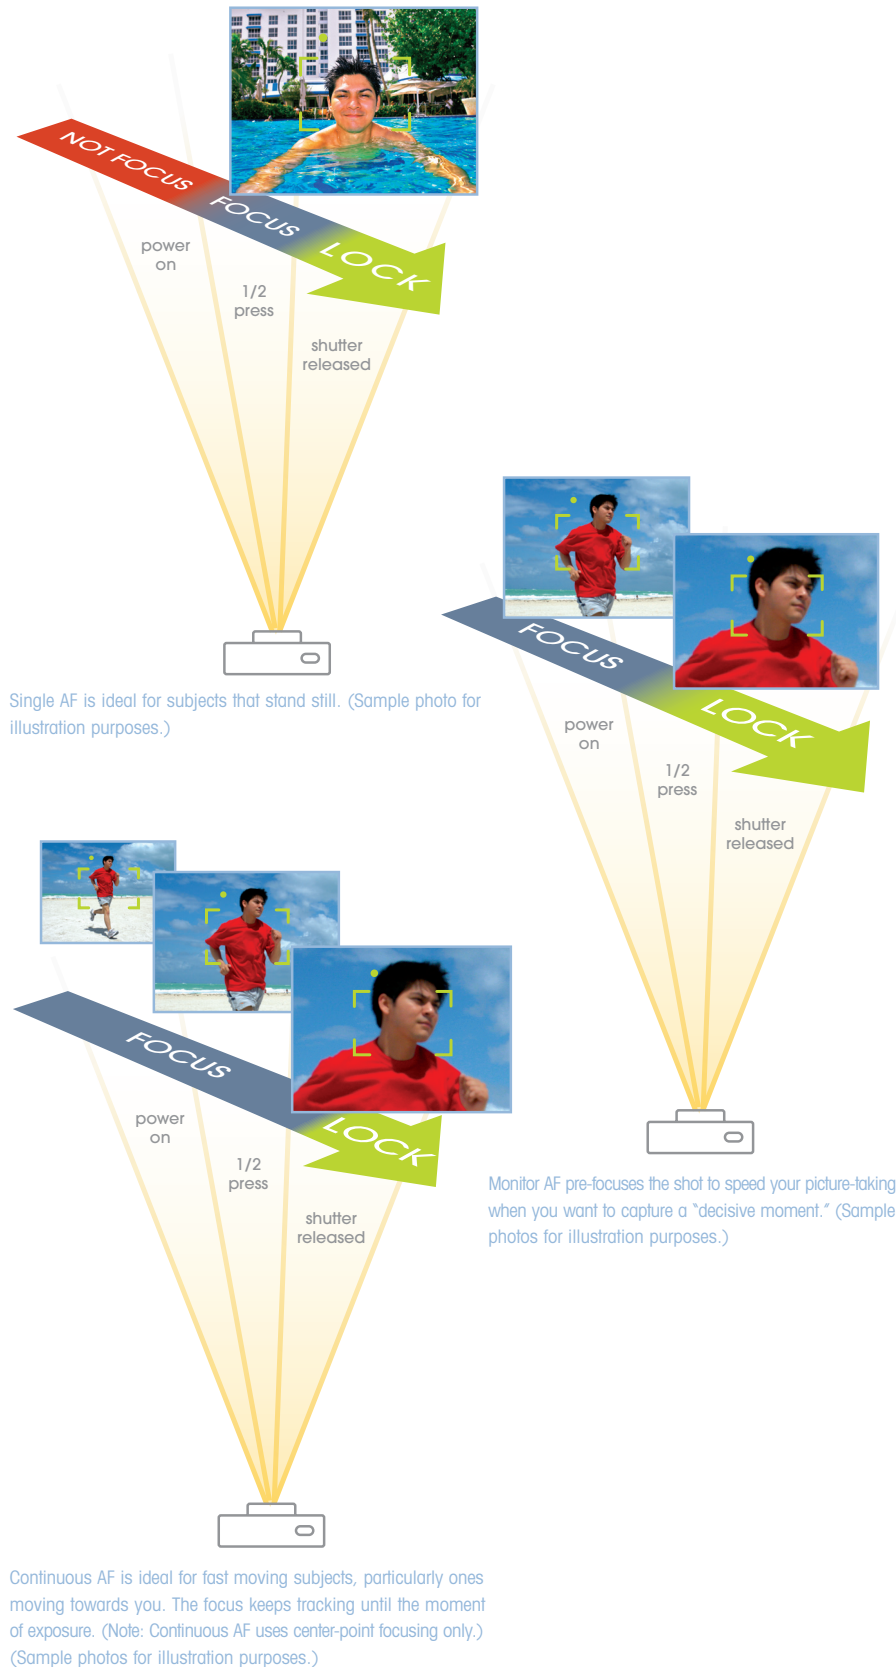 NOT FOCUS
FOCUS
LOCK
power
on
1/2
press
shutter
released
Single AF is ideal for subjects that stand still. (Sample photo for
illustration purposes.)
FOCUS
LOCK
power
on
1/2
press
shutter
released
Monitor AF pre-focuses the shot to speed your picture-taking
when you want to capture a “decisive moment.” (Sample
photos for illustration purposes.)
FOCUS
LOCK
power
on
1/2
press
shutter
released
Continuous AF is ideal for fast moving subjects, particularly ones
moving towards you. The focus keeps tracking until the moment
of exposure. (Note: Continuous AF uses center-point focusing only.)
(Sample photos for illustration purposes.)